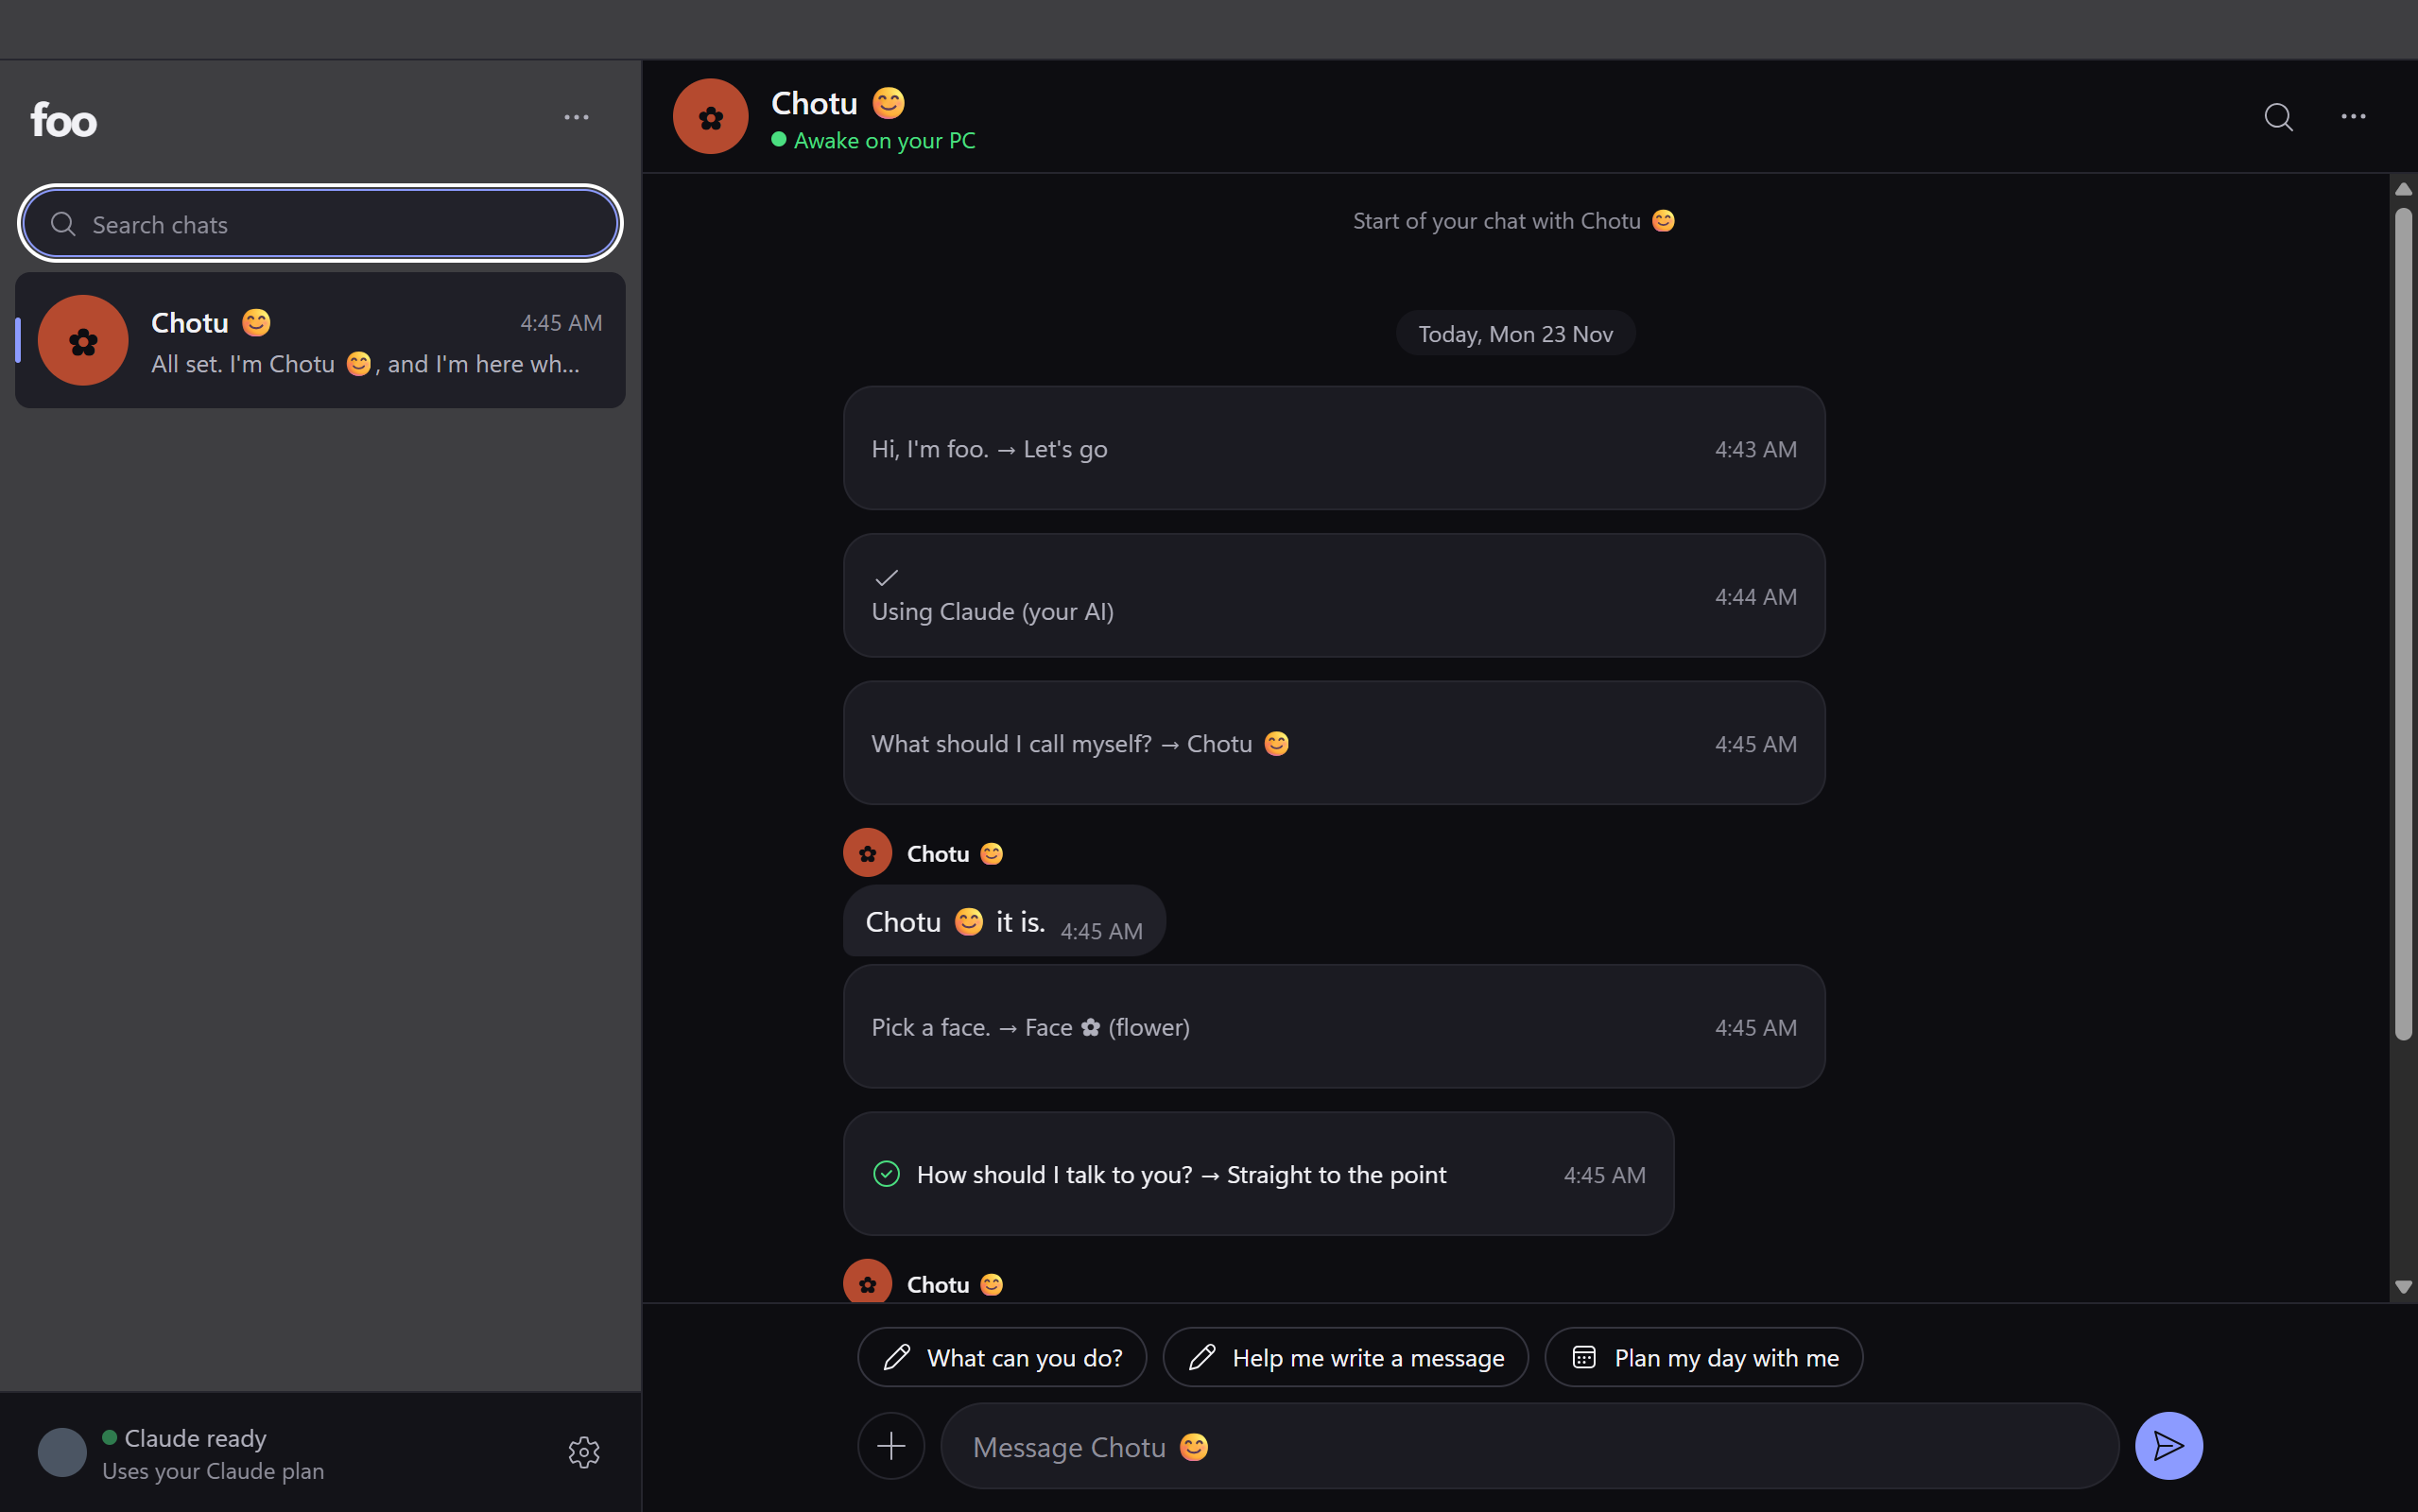 foo
Search chats
Chotu 😊
4:45 AM
All set. I'm Chotu 😊, and I'm here wh...
Claude ready
Uses your Claude plan
Chotu 😊
Awake on your PC
Start of your chat with Chotu 😊
Today, Mon 23 Nov
Hi, I'm foo. → Let's go
4:43 AM
Using Claude (your AI)
4:44 AM
What should I call myself? → Chotu 😊
4:45 AM
Chotu 😊
Chotu 😊 it is. 4:45 AM
Pick a face. → Face ✿ (flower)
4:45 AM
How should I talk to you? → Straight to the point
4:45 AM
Chotu 😊
What can you do?
Help me write a message
Plan my day with me
Message Chotu 😊